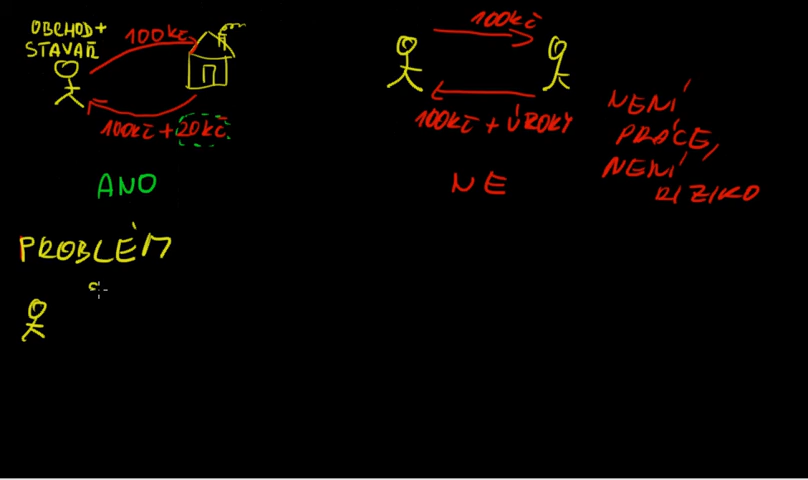 OBCHOD+
STAVAŘ
100kč
100kč + 20kč
ANO
100kč
100kč + ÚROKY
NE
NENÍ
PRÁCE,
NENÍ
RIZIKO
PROBLÉM